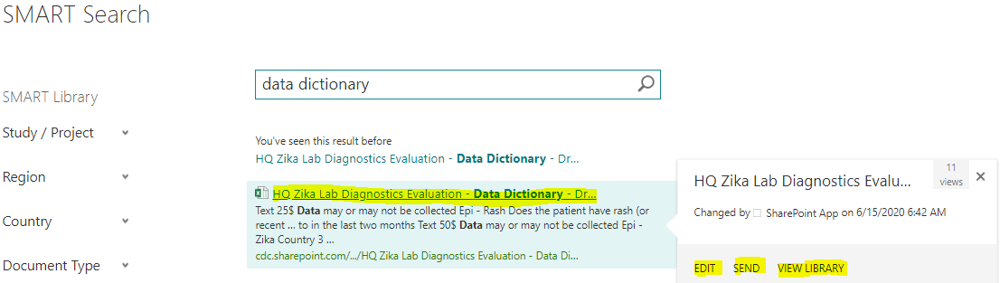 SMART Search
data dictionary
SMART Library
Study / Project
Region
Country
Document Type
You've seen this result before
HQ Zika Lab Diagnostics Evaluation - Data Dictionary - Dr...
HQ Zika Lab Diagnostics Evaluation - Data Dictionary - Dr...
Text 25$ Data may or may not be collected Epi - Rash Does the patient have rash (or
recent ... to in the last two months Text 50$ Data may or may not be collected Epi -
Zika Country 3 ...
cdc.sharepoint.com/.../HQ Zika Lab Diagnostics Evaluation - Data Di...
HQ Zika Lab Diagnostics Evalu...
11
views
Changed by SharePoint App on 6/15/2020 6:42 AM
EDIT SEND VIEW LIBRARY